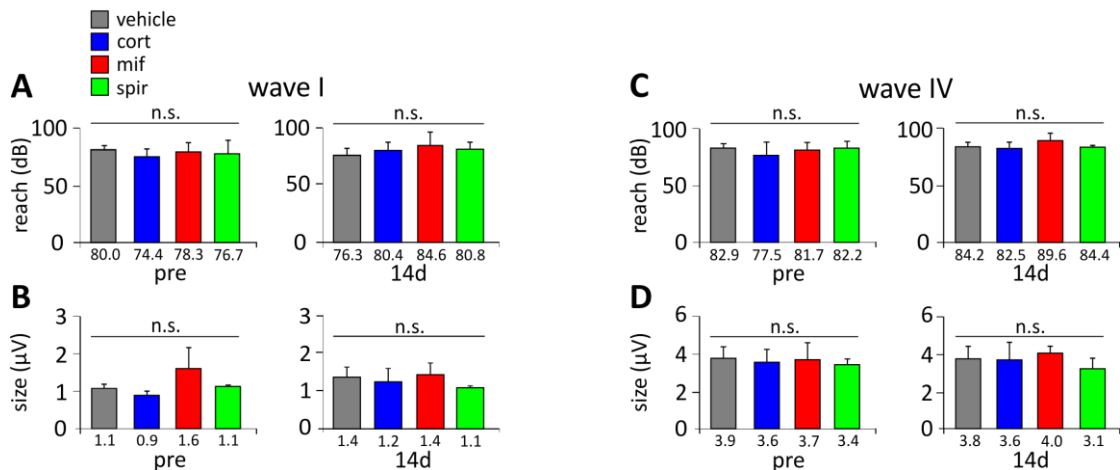 vehicle
cort
mif
spir
A wave I
n.s. n.s.
reach (dB)
100 100
50 50
0 0
80.0 74.4 78.3 76.7 76.3 80.4 84.6 80.8
pre 14d
B
n.s. n.s.
size (µV)
3 3
2 2
1 1
0 0
1.1 0.9 1.6 1.1 1.4 1.2 1.4 1.1
pre 14d
C wave IV
n.s. n.s.
reach (dB)
100 100
50 50
0 0
82.9 77.5 81.7 82.2 84.2 82.5 89.6 84.4
pre 14d
D
n.s. n.s.
size (µV)
6 6
4 4
2 2
0 0
3.9 3.6 3.7 3.4 3.8 3.6 4.0 3.1
pre 14d